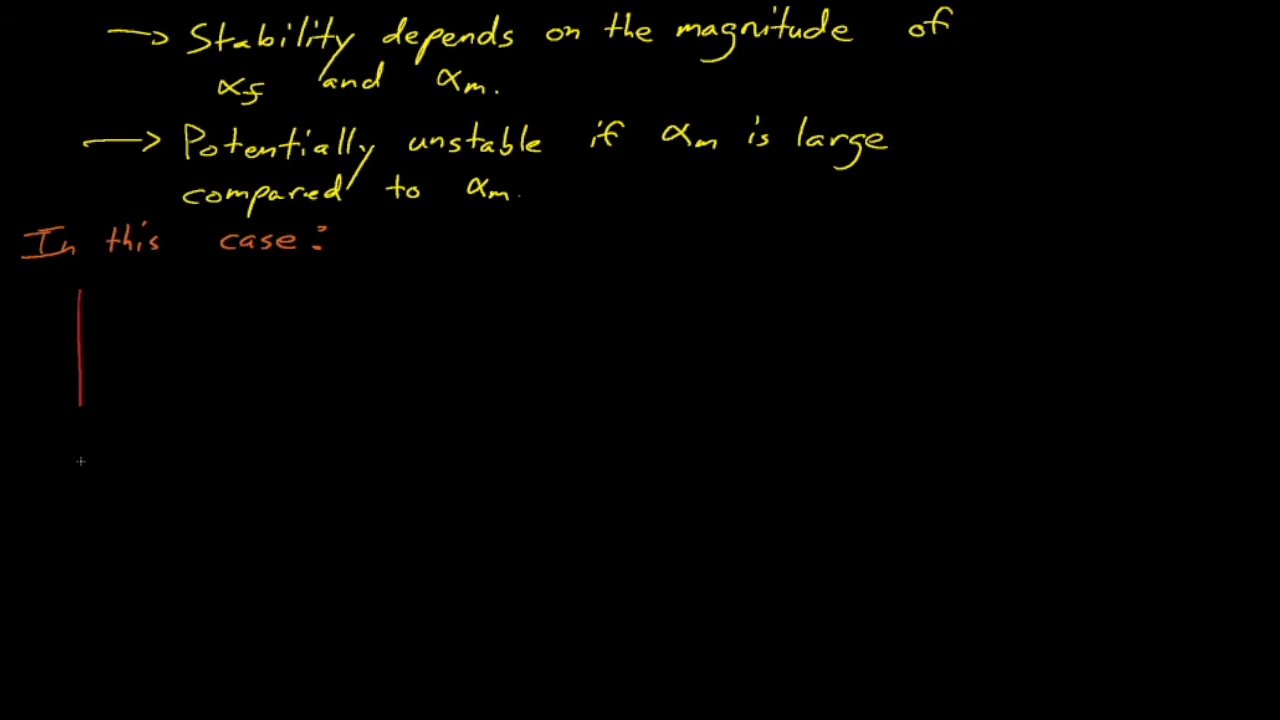 → Stability depends on the magnitude of
αf and αm.
→ Potentially unstable if αm is large
compared to αm.
In this case: